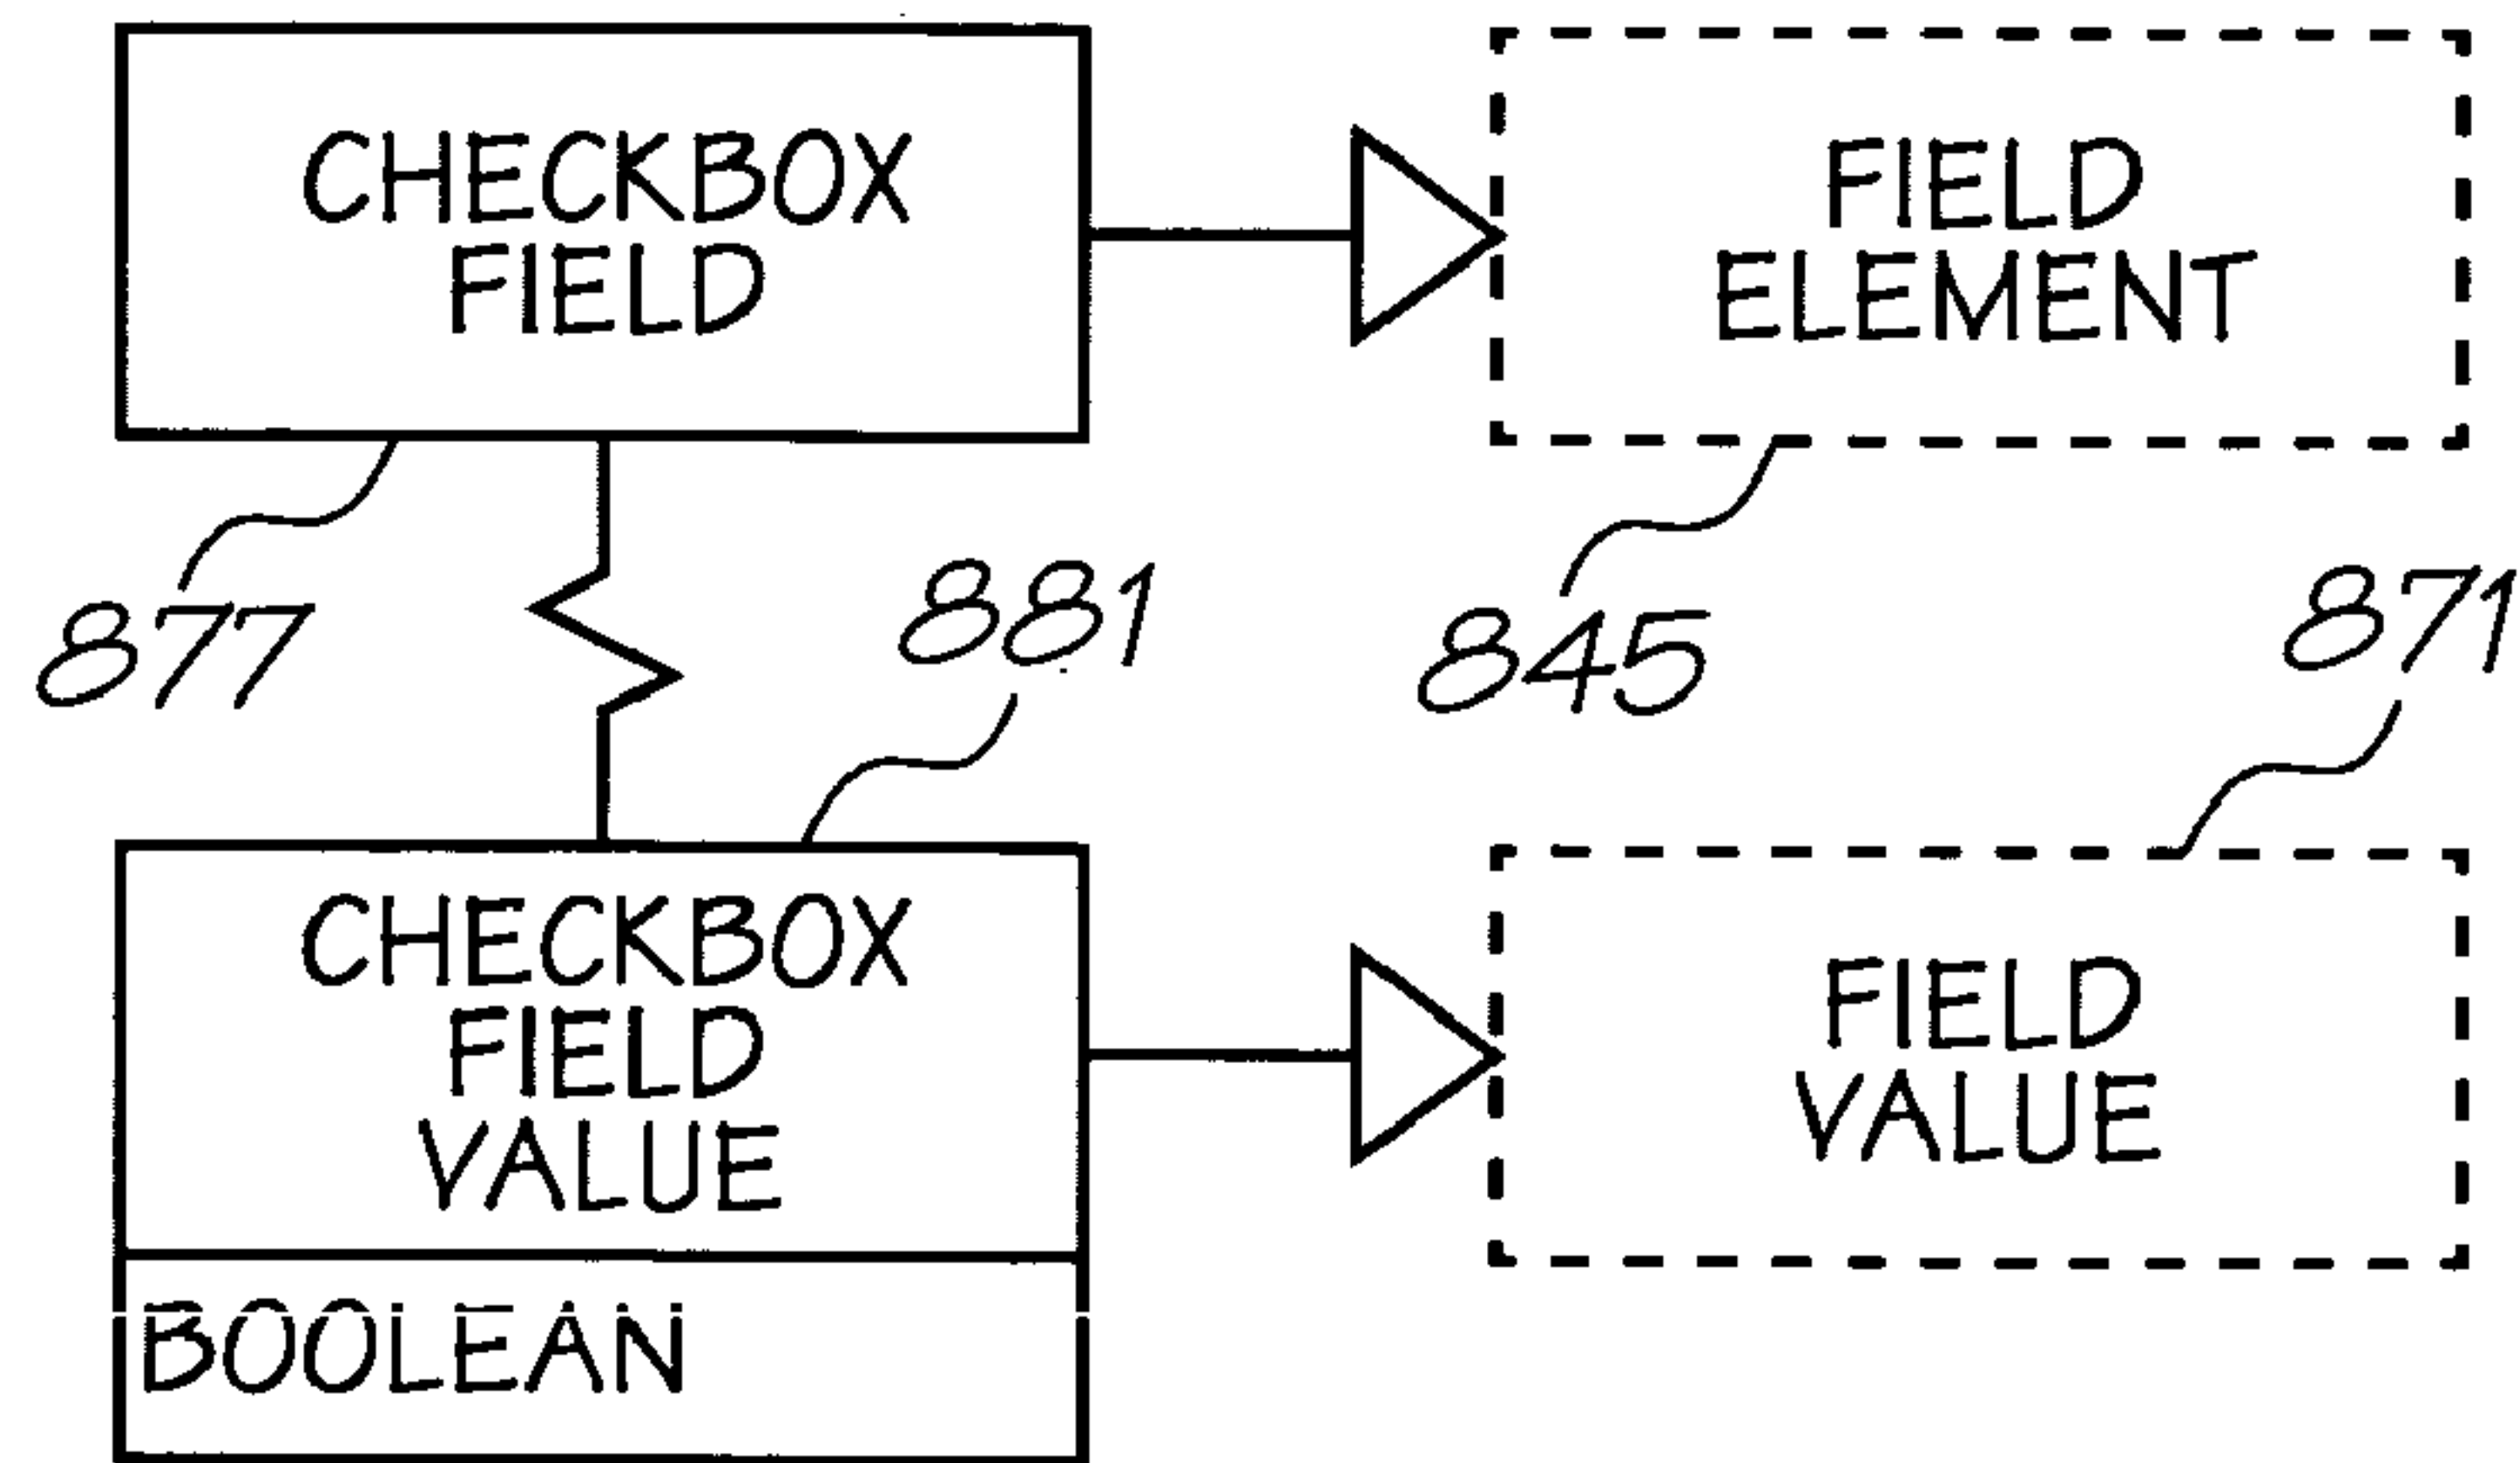 CHECKBOX
FIELD
FIELD
ELEMENT
877
881
845
871
CHECKBOX
FIELD
VALUE
FIELD
VALUE
BOOLEAN